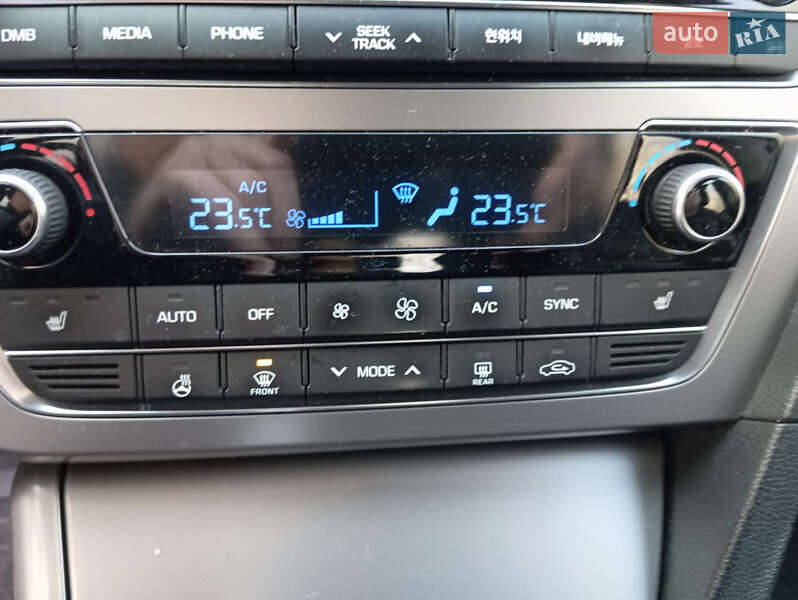 DMB MEDIA PHONE SEEK TRACK 현위치 내비메뉴
auto RIA .com
A/C
23.5°C 23.5°C
AUTO OFF A/C SYNC
FRONT MODE REAR